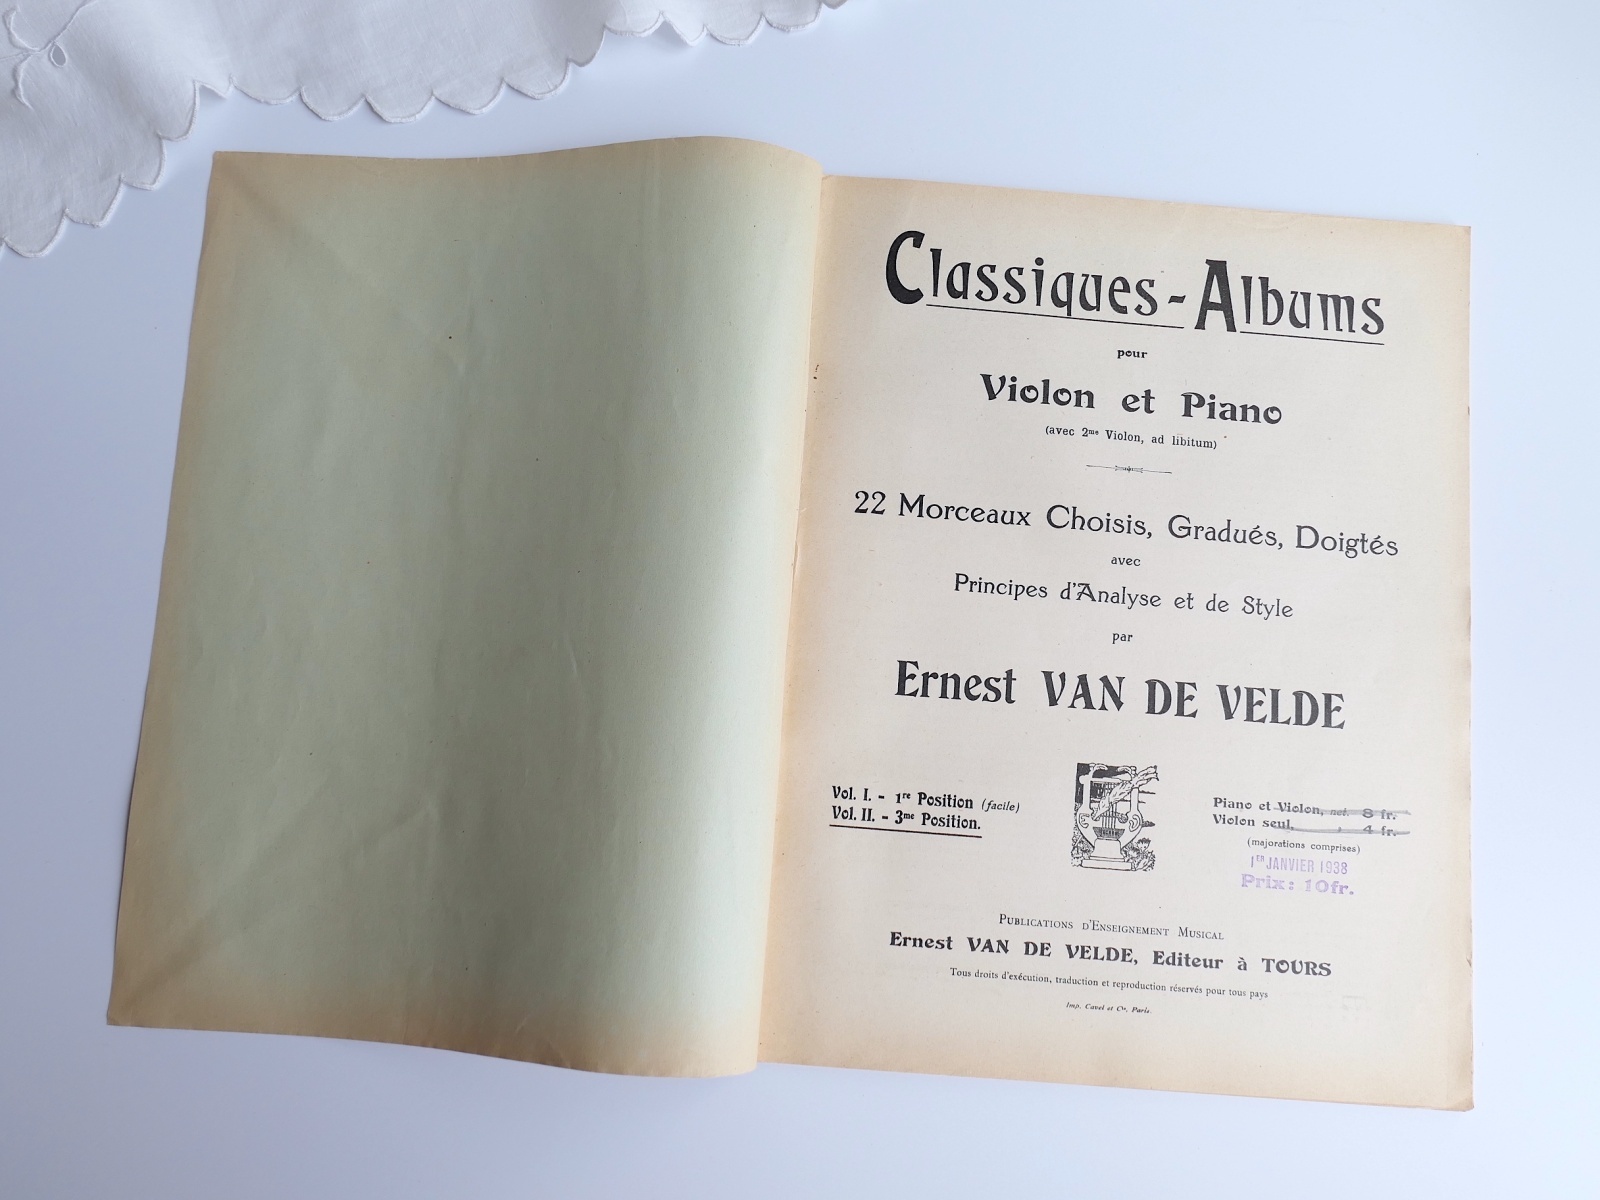 Classiques-Albums
pour
Violon et Piano
(avec 2me Violon, ad libitum)
22 Morceaux Choisis, Gradués, Doigtés
avec
Principes d'Analyse et de Style
par
Ernest VAN DE VELDE
Vol. I. - 1re Position (facile)
Vol. II. - 3me Position.
Piano et Violon, net. 8 fr.
Violon seul, , 4 fr.
(majorations comprises)
1ER JANVIER 1938
Prix: 10fr.
Publications d'Enseignement Musical
Ernest VAN DE VELDE, Editeur à TOURS
Tous droits d'exécution, traduction et reproduction réservés pour tous pays
Imp. Cavel et Cie, Paris.